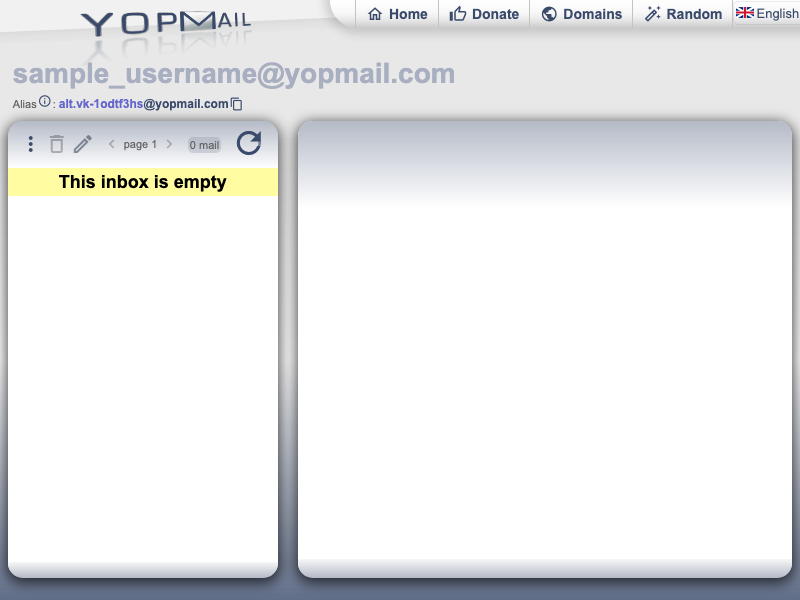 YOPMAIL
Home Donate Domains Random English
sample_username@yopmail.com
Alias : alt.vk-1odtf3hs@yopmail.com
page 1 0 mail
This inbox is empty